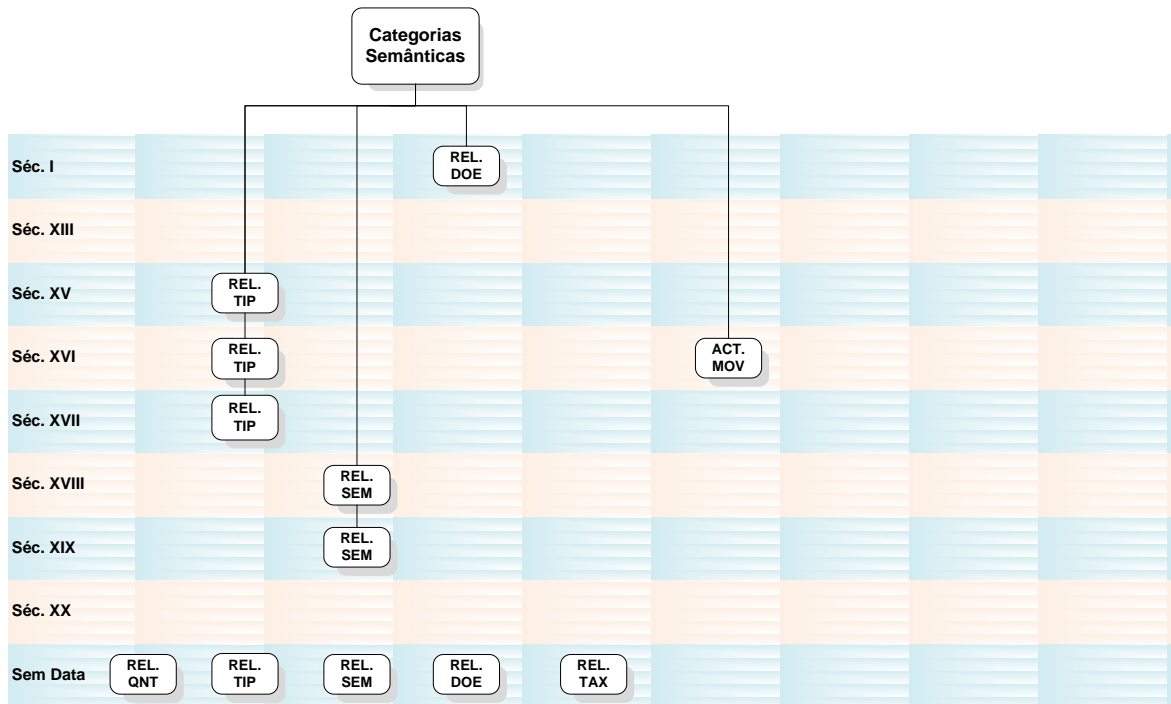 Categorias
Semânticas
Séc. I
REL.
DOE
Séc. XIII
Séc. XV
REL.
TIP
Séc. XVI
REL.
TIP
ACT.
MOV
Séc. XVII
REL.
TIP
Séc. XVIII
REL.
SEM
Séc. XIX
REL.
SEM
Séc. XX
Sem Data
REL.
QNT
REL.
TIP
REL.
SEM
REL.
DOE
REL.
TAX